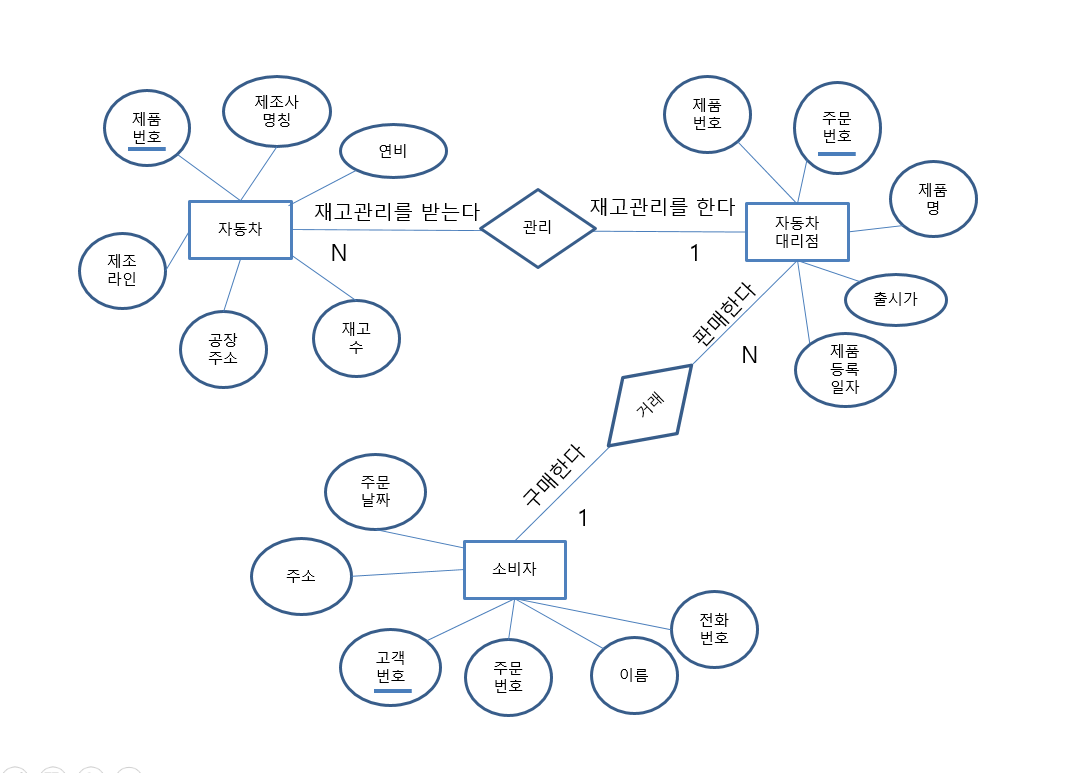 제조사
명칭
제품
번호
연비
제품
번호
주문
번호
제품
명
자동차
재고관리를 받는다
관리
재고관리를 한다
자동차
대리점
N
1
제조
라인
출시가
공장
주소
재고
수
판매한다
N
제품
등록
일자
거래
구매한다
1
주문
날짜
주소
소비자
전화
번호
고객
번호
주문
번호
이름